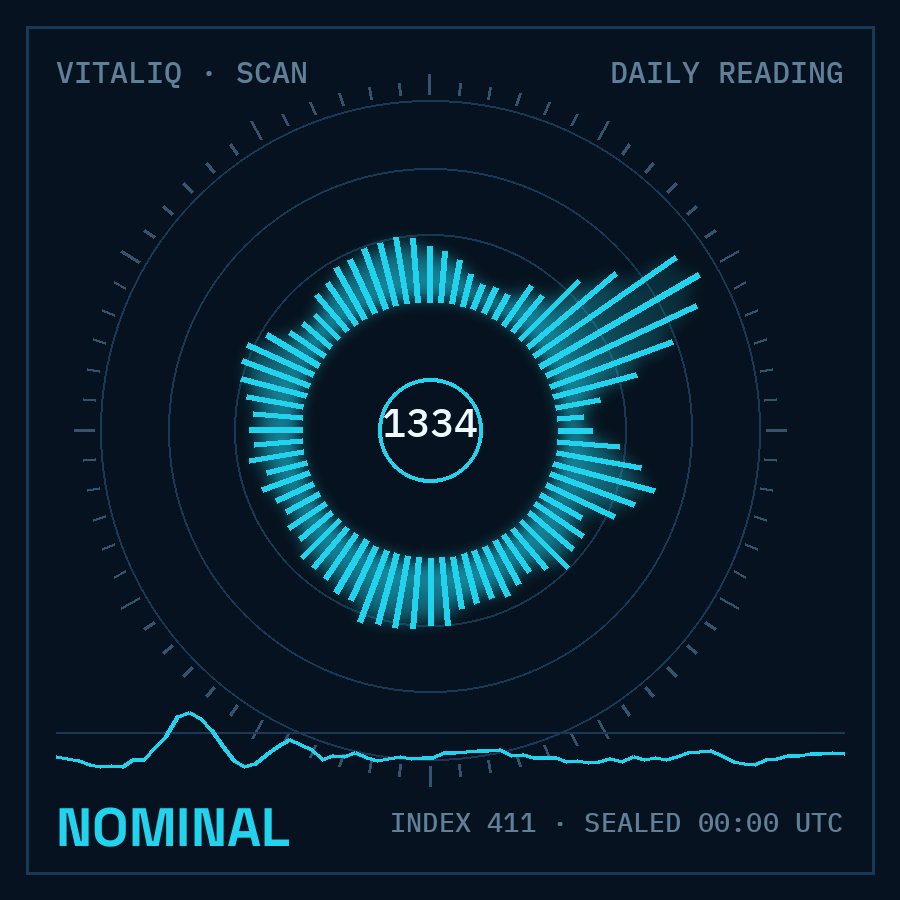 VITALIQ · SCAN
DAILY READING
1334
NOMINAL
INDEX 411 · SEALED 00:00 UTC